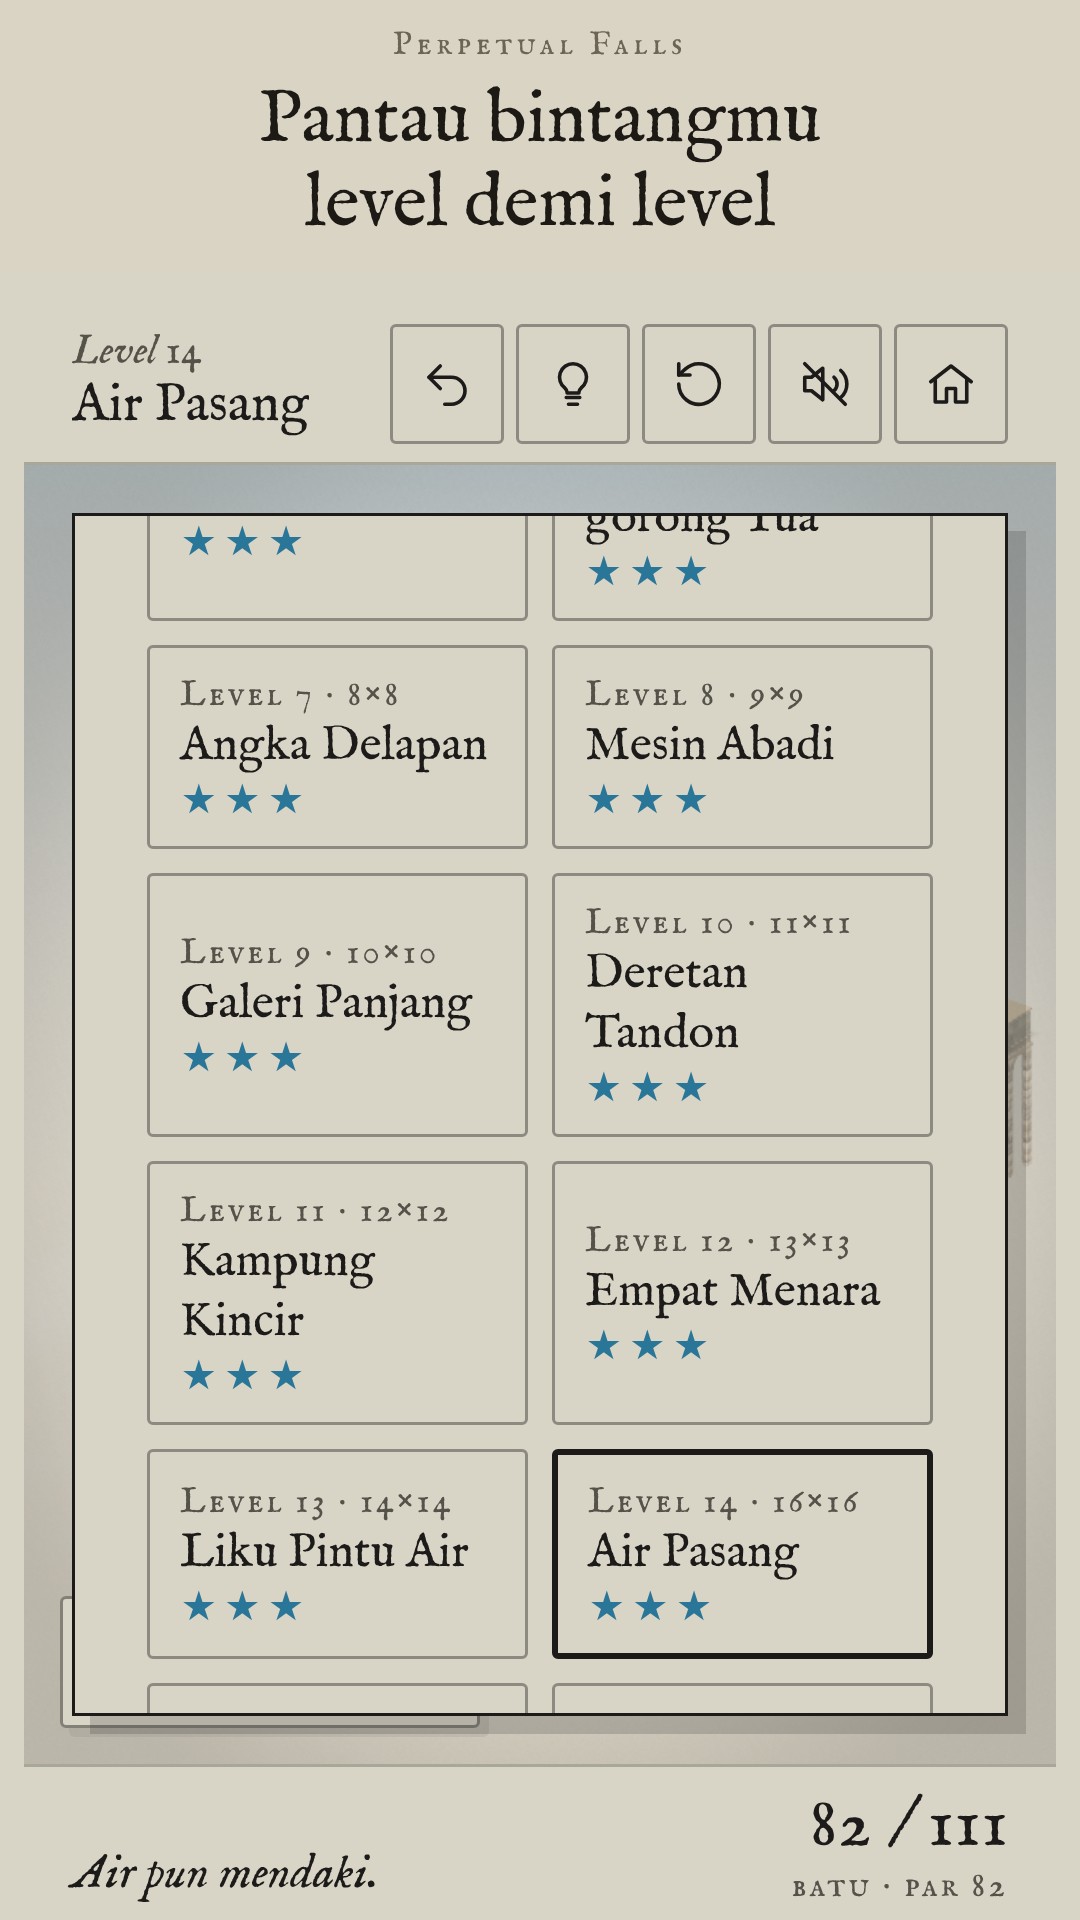 Perpetual Falls
Pantau bintangmu
level demi level
Level 14
Air Pasang
gorong Tua
Level 7 · 8×8
Angka Delapan
Level 8 · 9×9
Mesin Abadi
Level 9 · 10×10
Galeri Panjang
Level 10 · 11×11
Deretan
Tandon
Level 11 · 12×12
Kampung
Kincir
Level 12 · 13×13
Empat Menara
Level 13 · 14×14
Liku Pintu Air
Level 14 · 16×16
Air Pasang
Air pun mendaki.
82 / 111
batu · par 82